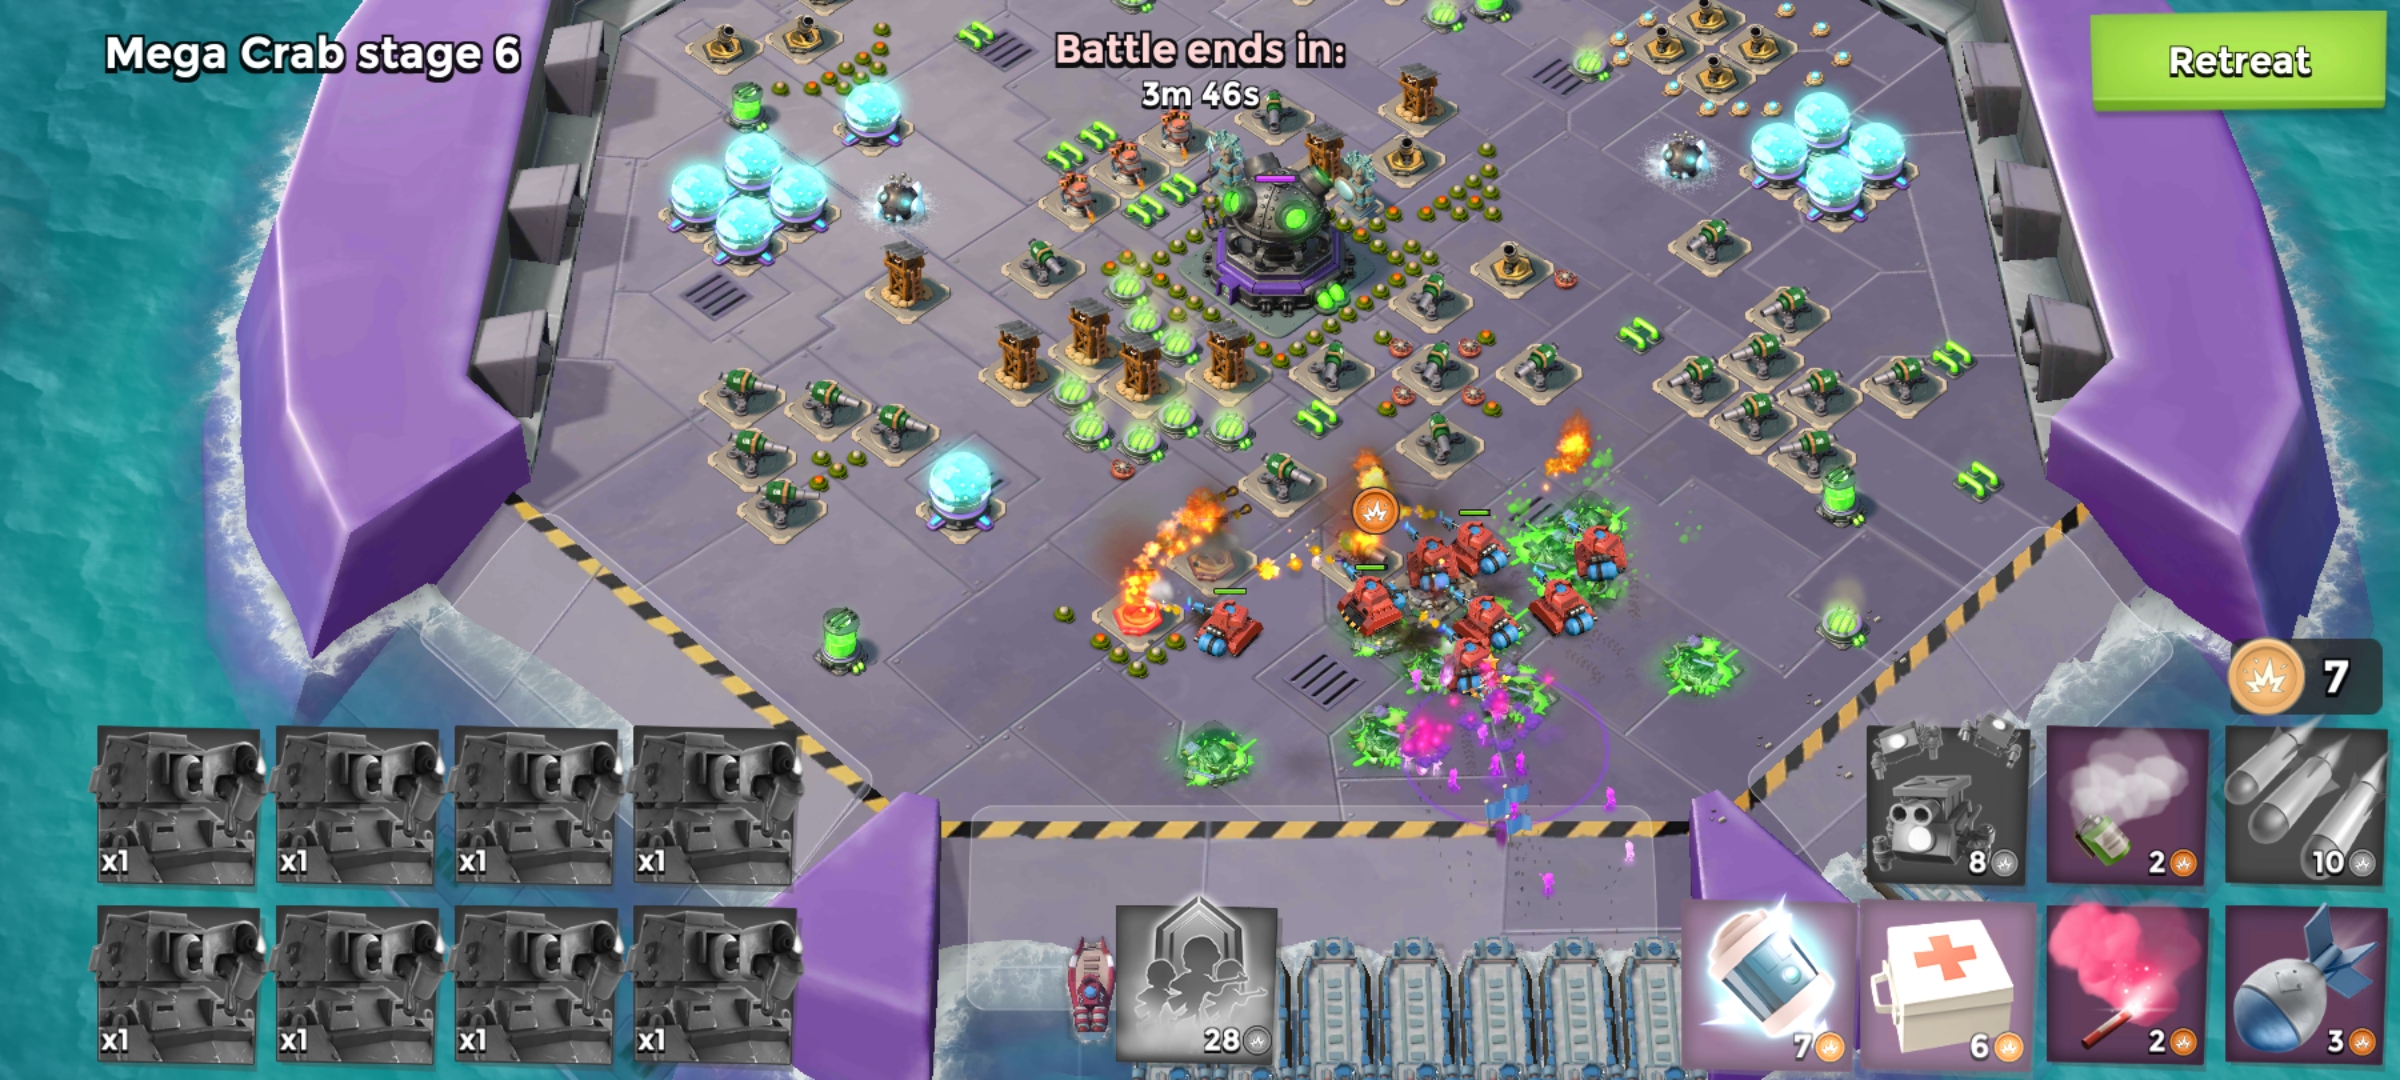 Mega Crab stage 6
Battle ends in:
3m 46s
Retreat
7
x1
x1
x1
x1
8
2
10
x1
x1
x1
x1
28
7
6
2
3